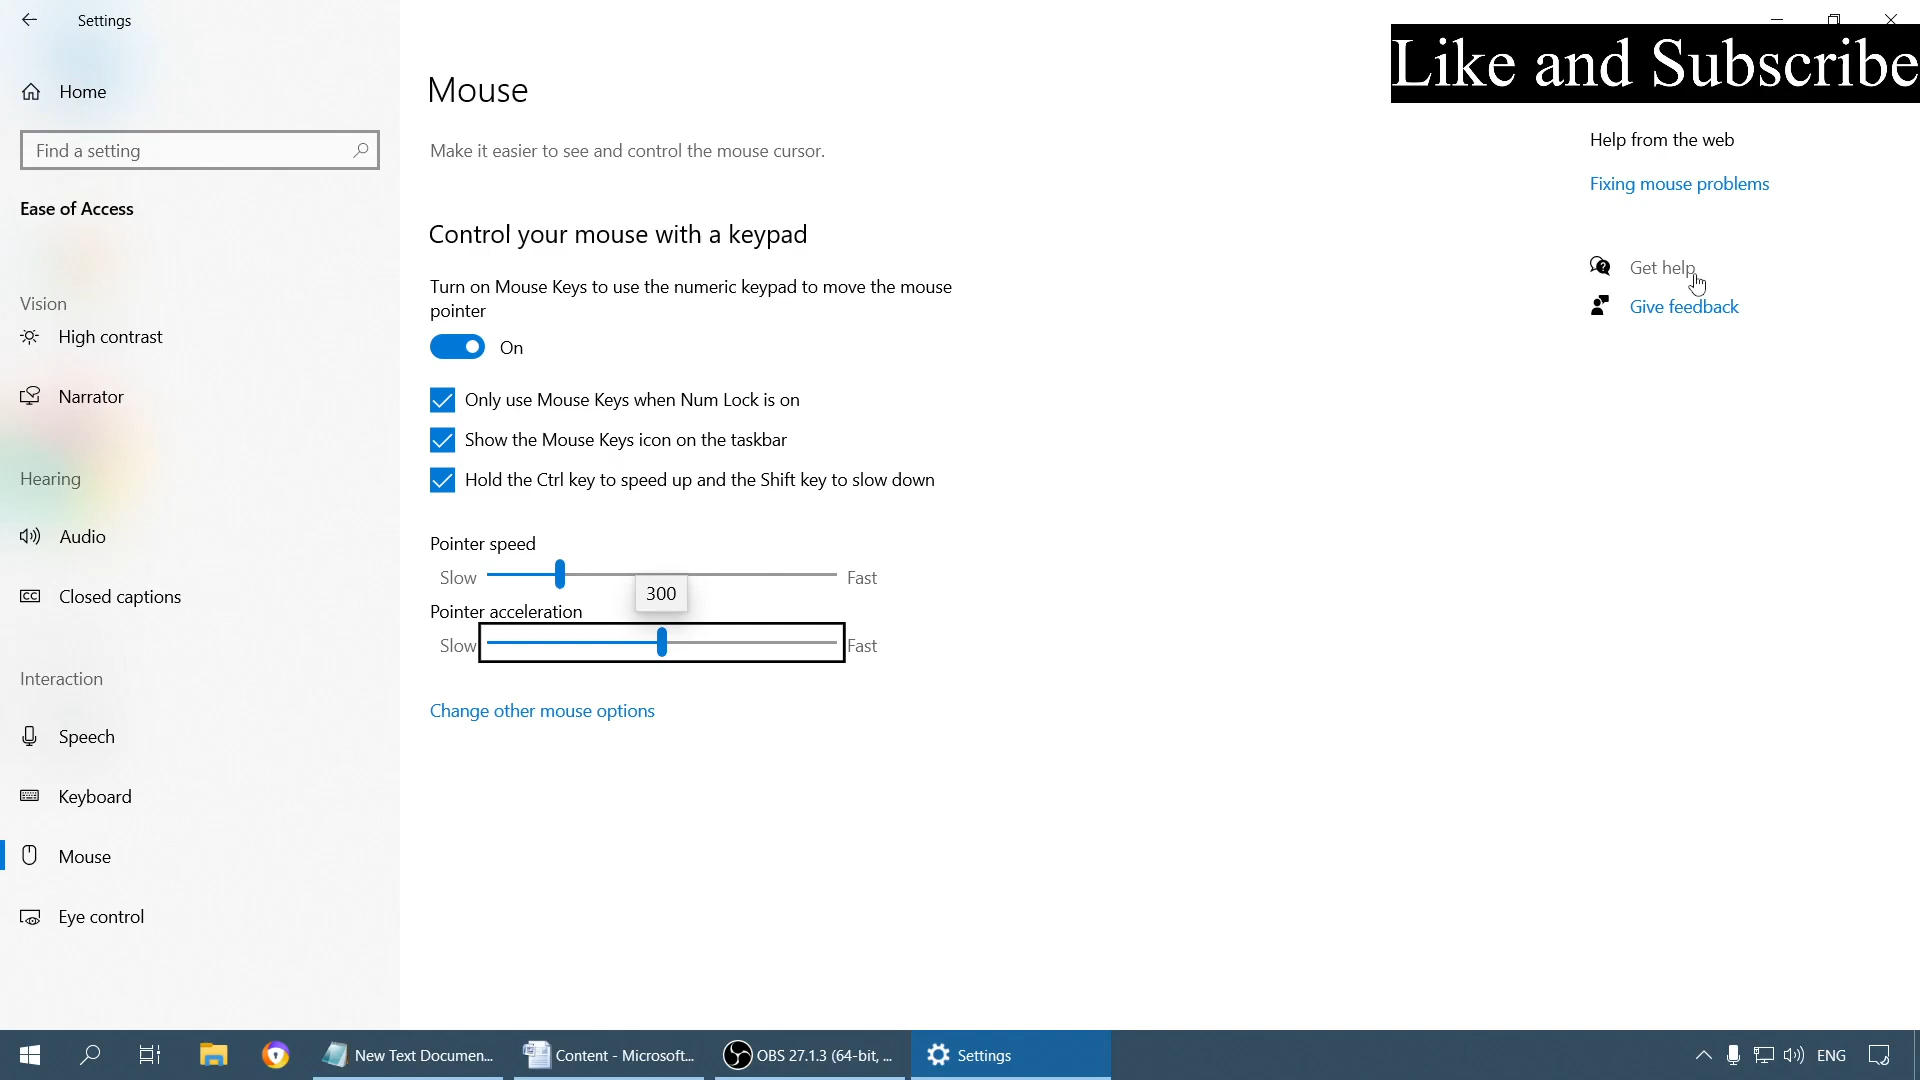 Settings
Like and Subscribe
Home
Find a setting
Ease of Access
Vision
High contrast
Narrator
Hearing
Audio
CC Closed captions
Interaction
Speech
Keyboard
Mouse
Eye control
Mouse
Make it easier to see and control the mouse cursor.
Control your mouse with a keypad
Turn on Mouse Keys to use the numeric keypad to move the mouse
pointer
On
Only use Mouse Keys when Num Lock is on
Show the Mouse Keys icon on the taskbar
Hold the Ctrl key to speed up and the Shift key to slow down
Pointer speed
Slow Fast
300
Pointer acceleration
Slow Fast
Change other mouse options
Help from the web
Fixing mouse problems
Get help
Give feedback
New Text Documen... Content - Microsoft... OBS 27.1.3 (64-bit, ... Settings ENG